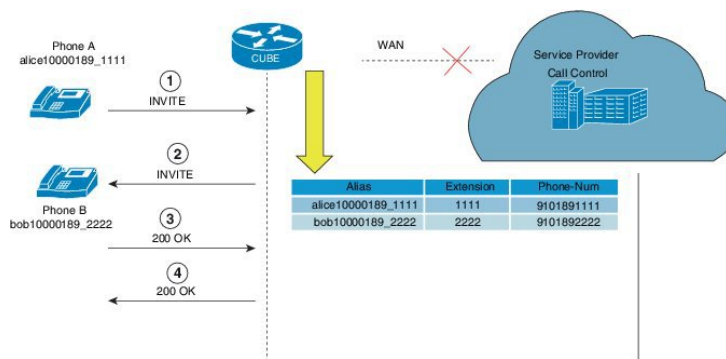 Phone A
alice10000189_1111
1
INVITE
CUBE
WAN
Service Provider
Call Control
2
INVITE
Phone B
bob10000189_2222
3
200 OK
4
200 OK
Alias Extension Phone-Num
alice10000189_1111 1111 9101891111
bob10000189_2222 2222 9101892222